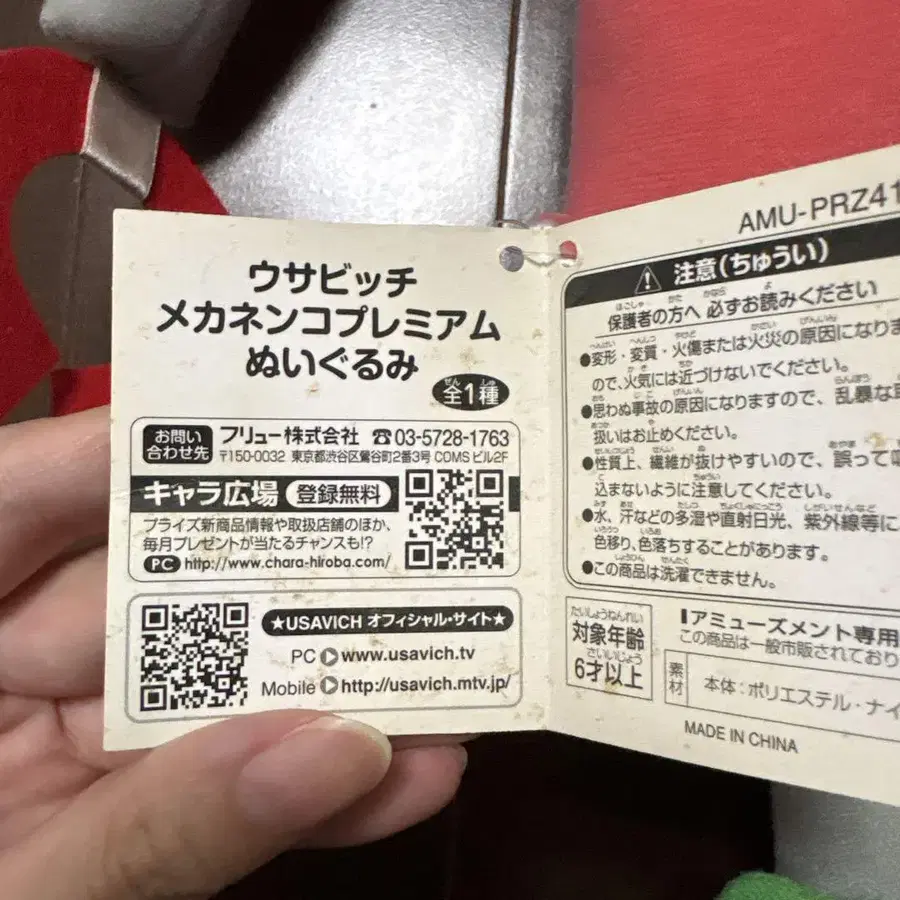 ウサビッチ
メカネンコプレミアム
ぬいぐるみ
全1種
お問い合わせ先
フリュー株式会社 ☎03-5728-1763
〒150-0032 東京都渋谷区鶯谷町2番3号 COMSビル2F
キャラ広場 登録無料
プライズ新商品情報や取扱店舗のほか、
毎月プレゼントが当たるチャンスも!?
PC http://www.chara-hiroba.com/
★USAVICH オフィシャル・サイト★
PC www.usavich.tv
Mobile http://usavich.mtv.jp/
AMU-PRZ41
注意(ちゅうい)
保護者の方へ 必ずお読みください
●変形・変質・火傷または火災の原因になりま
ので、火気には近づけないでください。
●思わぬ事故の原因になりますので、乱暴な取
扱いはお止めください。
●性質上、繊維が抜けやすいので、誤って
込まないように注意してください。
●水、汗などの多湿や直射日光、紫外線等に
色移り、色落ちすることがあります。
●この商品は洗濯できません。
対象年齢
6才以上
アミューズメント専用
この商品は一般市販されており
素材
本体:ポリエステル・ナイ
MADE IN CHINA